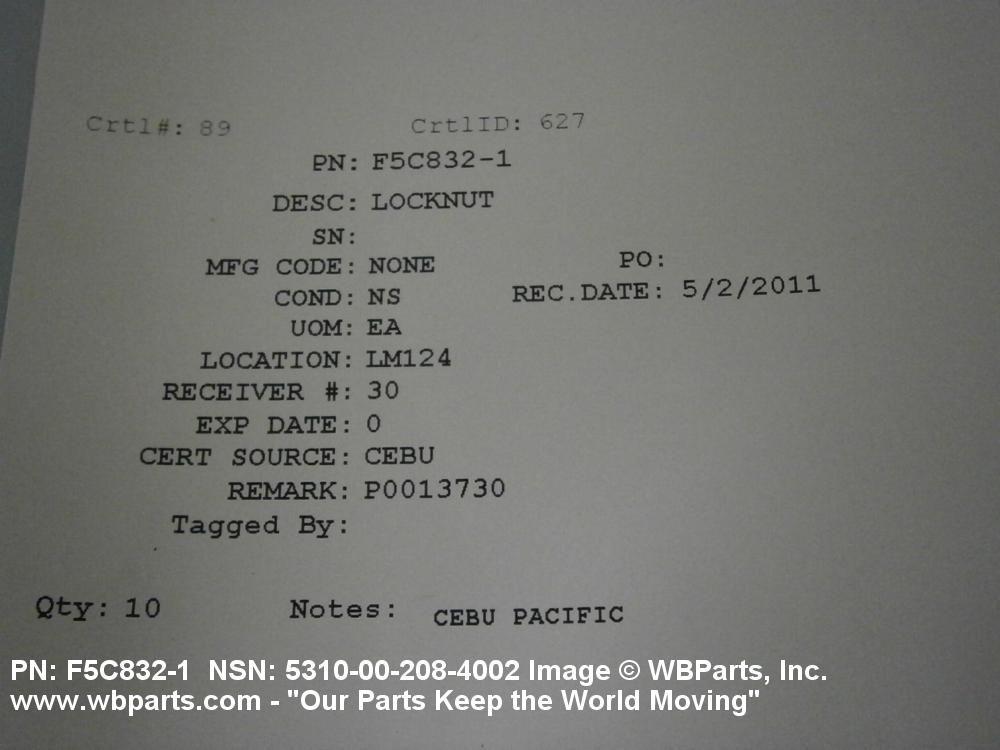 Crtl#: 89 CrtlID: 627
PN: F5C832-1
DESC: LOCKNUT
SN:
MFG CODE: NONE PO:
COND: NS REC.DATE: 5/2/2011
UOM: EA
LOCATION: LM124
RECEIVER #: 30
EXP DATE: 0
CERT SOURCE: CEBU
REMARK: P0013730
Tagged By:
Qty: 10 Notes: CEBU PACIFIC
PN: F5C832-1 NSN: 5310-00-208-4002 Image © WBParts, Inc.
www.wbparts.com - "Our Parts Keep the World Moving"